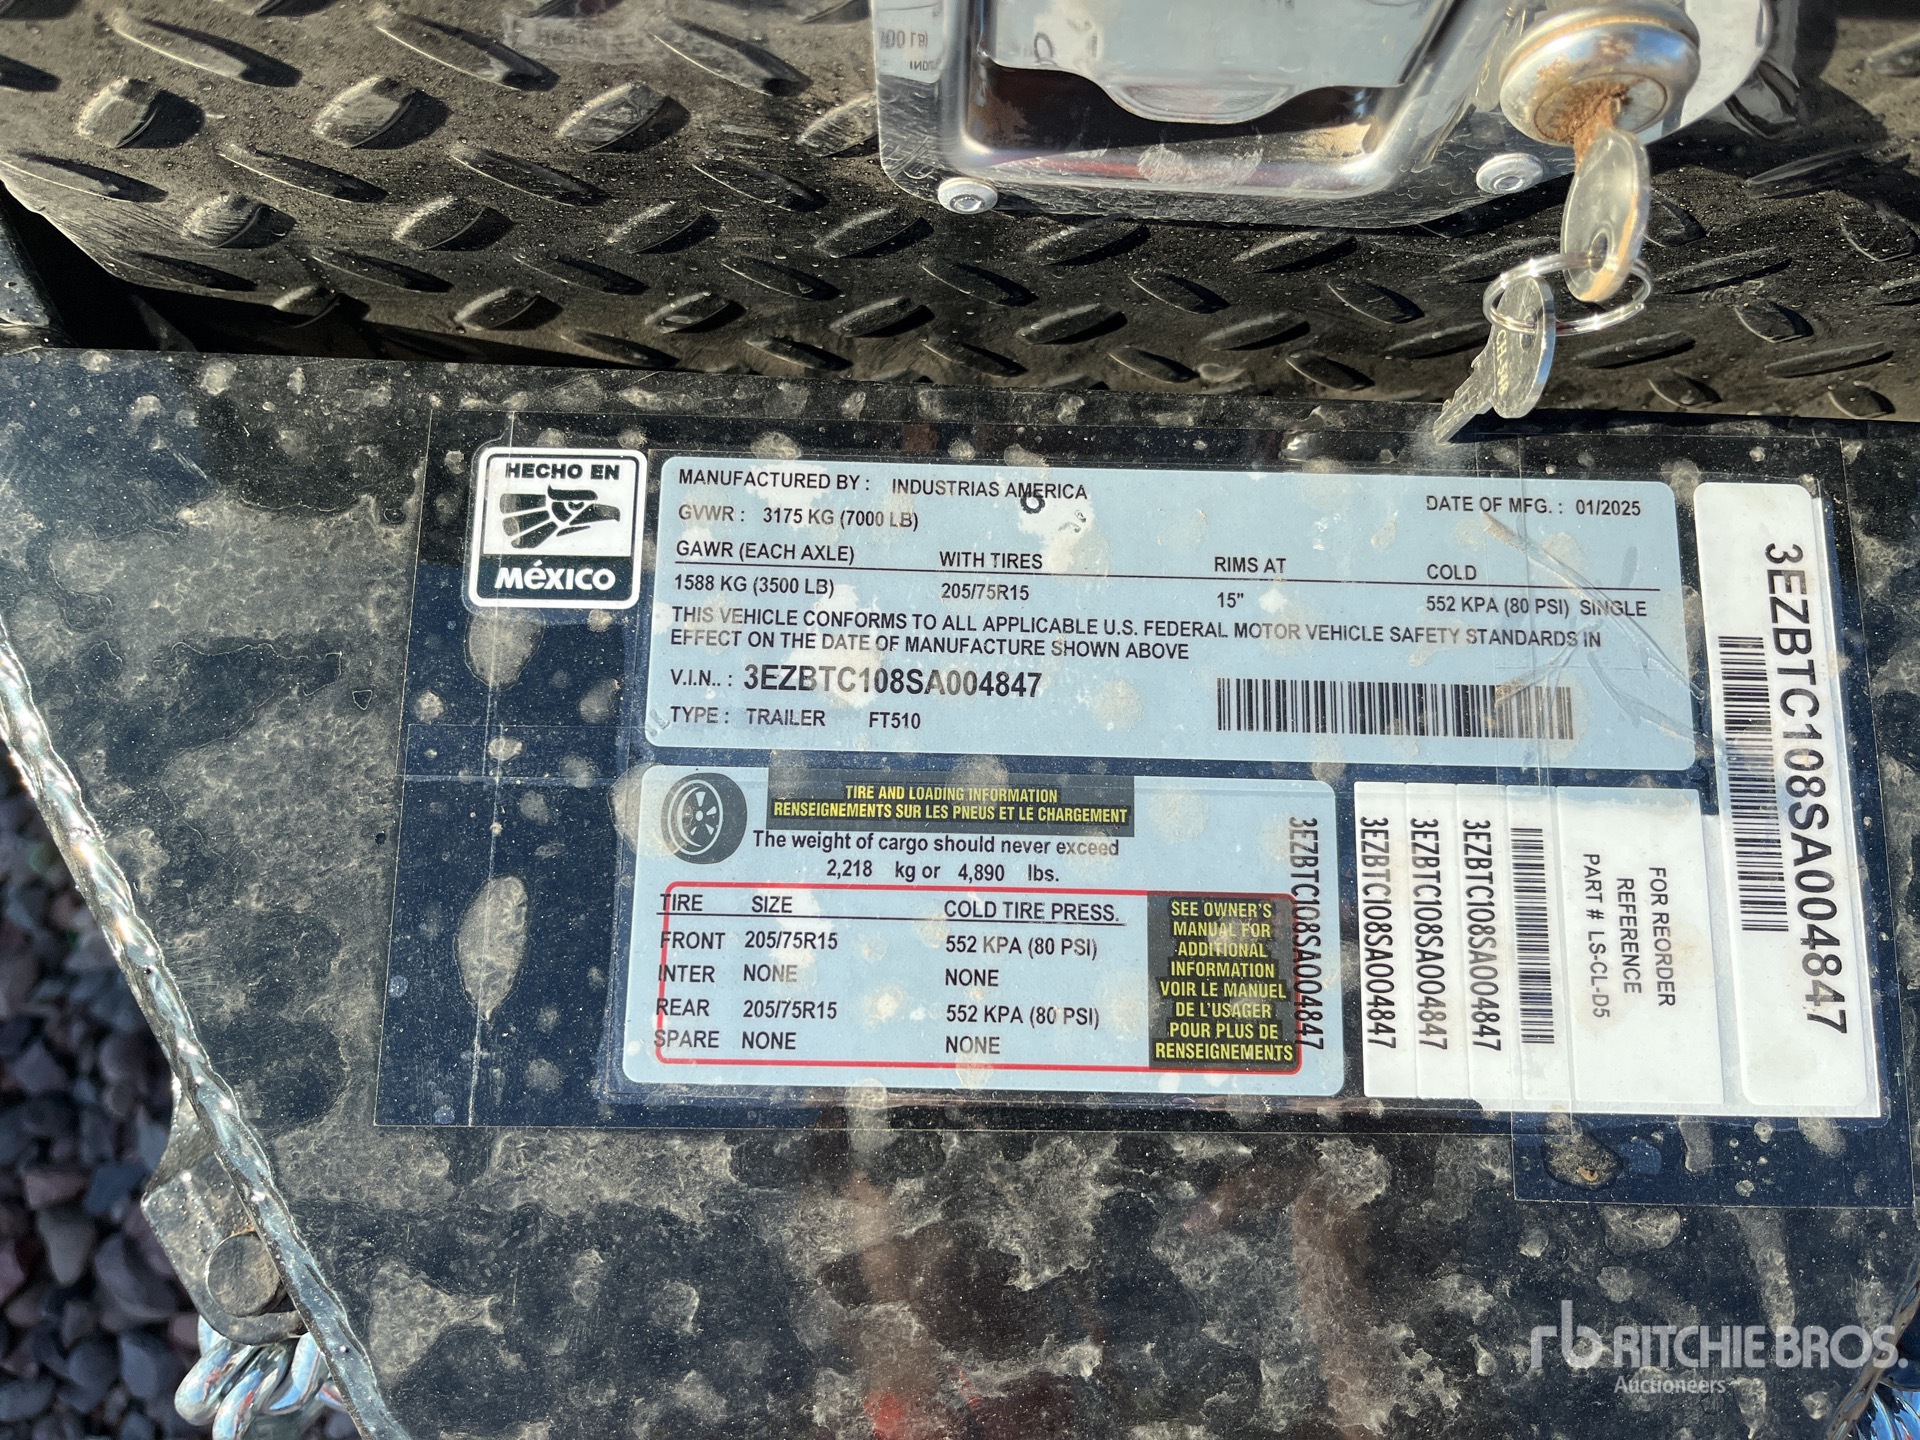 CHAMP
HECHO EN
MÉXICO
MANUFACTURED BY : INDUSTRIAS AMERICA
DATE OF MFG. : 01/2025
GVWR : 3175 KG (7000 LB)
GAWR (EACH AXLE) WITH TIRES RIMS AT COLD
1588 KG (3500 LB) 205/75R15 15" 552 KPA (80 PSI) SINGLE
THIS VEHICLE CONFORMS TO ALL APPLICABLE U.S. FEDERAL MOTOR VEHICLE SAFETY STANDARDS IN
EFFECT ON THE DATE OF MANUFACTURE SHOWN ABOVE
V.I.N.. : 3EZBTC108SA004847
TYPE : TRAILER FT510
TIRE AND LOADING INFORMATION
RENSEIGNEMENTS SUR LES PNEUS ET LE CHARGEMENT
The weight of cargo should never exceed
2,218 kg or 4,890 lbs.
TIRE SIZE COLD TIRE PRESS.
FRONT 205/75R15 552 KPA (80 PSI)
INTER NONE NONE
REAR 205/75R15 552 KPA (80 PSI)
SPARE NONE NONE
SEE OWNER'S
MANUAL FOR
ADDITIONAL
INFORMATION
VOIR LE MANUEL
DE L'USAGER
POUR PLUS DE
RENSEIGNEMENTS
3EZBTC108SA004847
3EZBTC108SA004847
3EZBTC108SA004847
3EZBTC108SA004847
FOR REORDER
REFERENCE
PART # LS-CL-D5
3EZBTC108SA004847
rb RITCHIE BROS.
Auctioneers